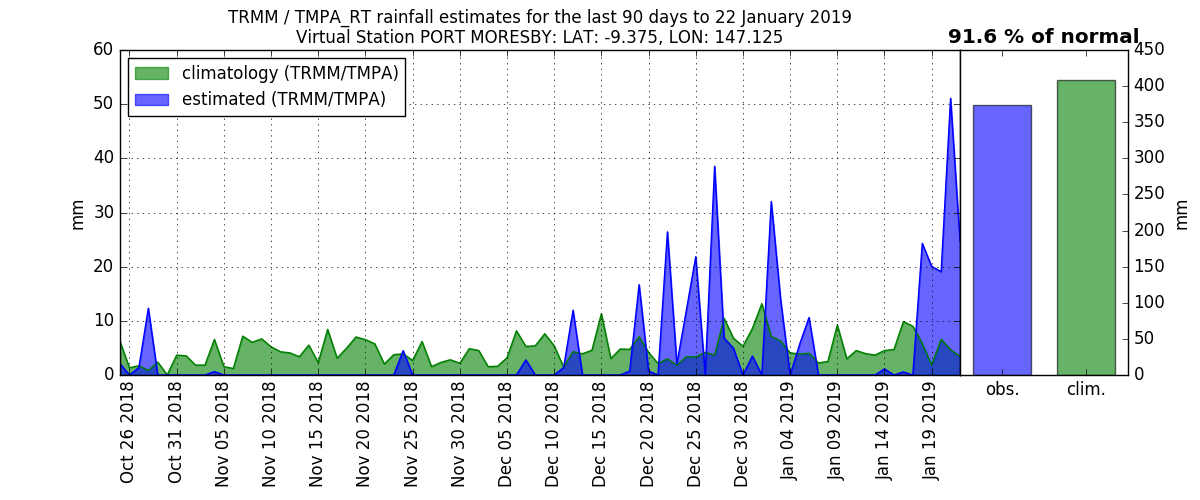 TRMM / TMPA_RT rainfall estimates for the last 90 days to 22 January 2019
Virtual Station PORT MORESBY: LAT: -9.375, LON: 147.125
91.6 % of normal
climatology (TRMM/TMPA)
estimated (TRMM/TMPA)
mm
60
50
40
30
20
10
0
Oct 26 2018
Oct 31 2018
Nov 05 2018
Nov 10 2018
Nov 15 2018
Nov 20 2018
Nov 25 2018
Nov 30 2018
Dec 05 2018
Dec 10 2018
Dec 15 2018
Dec 20 2018
Dec 25 2018
Dec 30 2018
Jan 04 2019
Jan 09 2019
Jan 14 2019
Jan 19 2019
obs.
clim.
450
400
350
300
250
200
150
100
50
0
mm